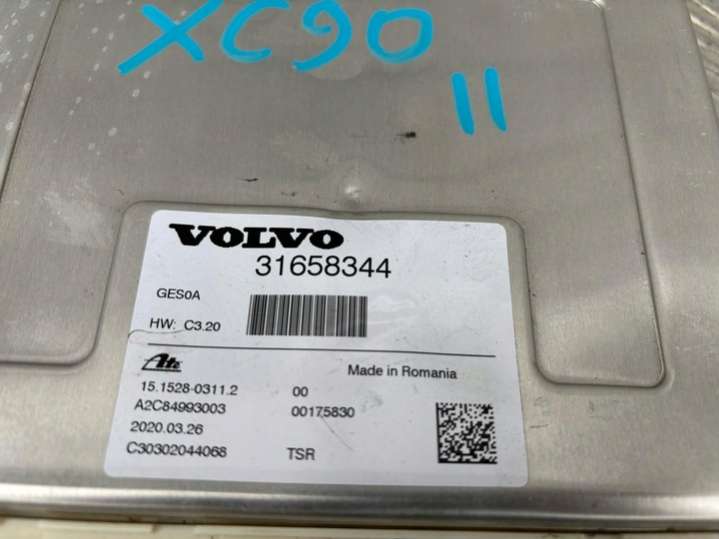 XC90
11
VOLVO
31658344
GES0A
HW: C3.20
Ate
Made in Romania
15.1528-0311.2 00
A2C84993003 00175830
2020.03.26
C30302044068 TSR